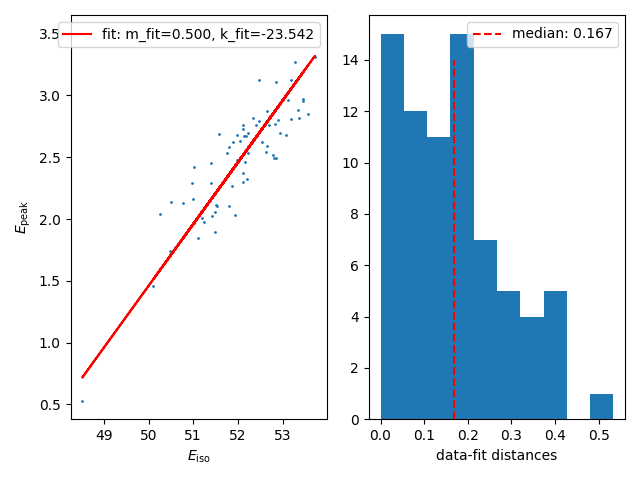 fit: m_fit=0.500, k_fit=-23.542
3.5
3.0
2.5
2.0
1.5
1.0
0.5
E_peak
49 50 51 52 53
E_iso
median: 0.167
14
12
10
8
6
4
2
0
0.0 0.1 0.2 0.3 0.4 0.5
data-fit distances